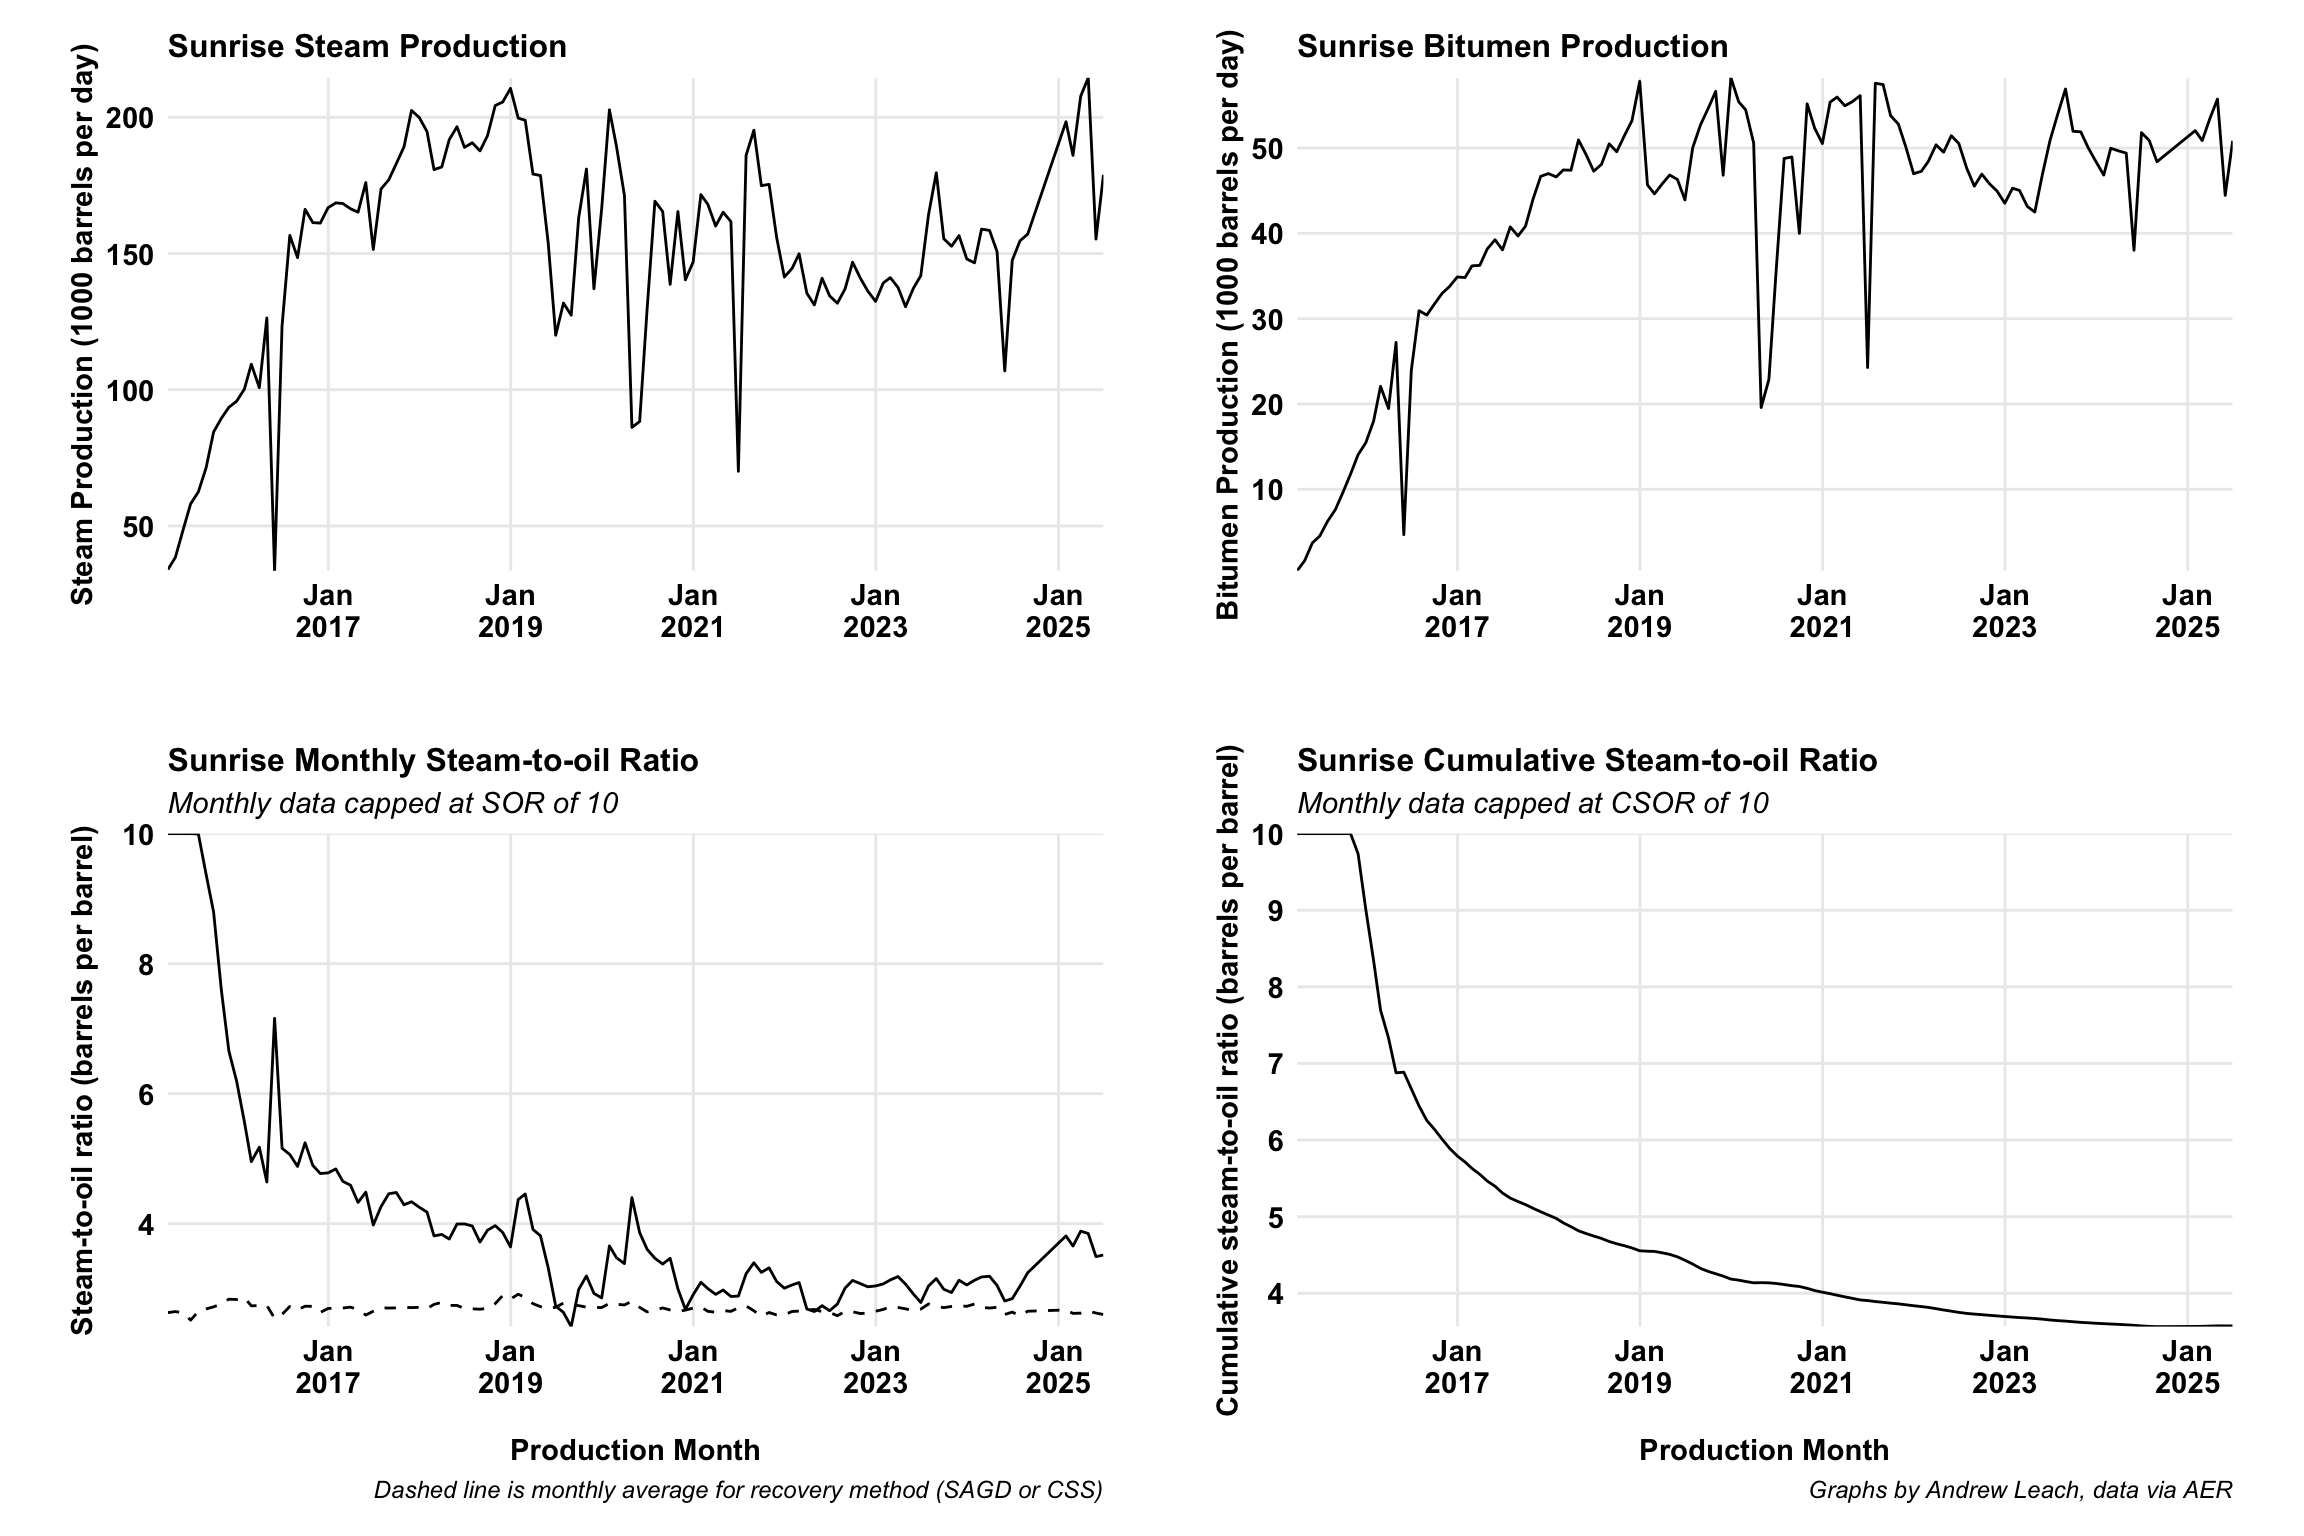 Sunrise Steam Production
Steam Production (1000 barrels per day)
200
150
100
50
Jan
2017
Jan
2019
Jan
2021
Jan
2023
Jan
2025
Sunrise Bitumen Production
Bitumen Production (1000 barrels per day)
50
40
30
20
10
Jan
2017
Jan
2019
Jan
2021
Jan
2023
Jan
2025
Sunrise Monthly Steam-to-oil Ratio
Monthly data capped at SOR of 10
Steam-to-oil ratio (barrels per barrel)
10
8
6
4
Jan
2017
Jan
2019
Jan
2021
Jan
2023
Jan
2025
Production Month
Dashed line is monthly average for recovery method (SAGD or CSS)
Sunrise Cumulative Steam-to-oil Ratio
Monthly data capped at CSOR of 10
Cumulative steam-to-oil ratio (barrels per barrel)
10
9
8
7
6
5
4
Jan
2017
Jan
2019
Jan
2021
Jan
2023
Jan
2025
Production Month
Graphs by Andrew Leach, data via AER